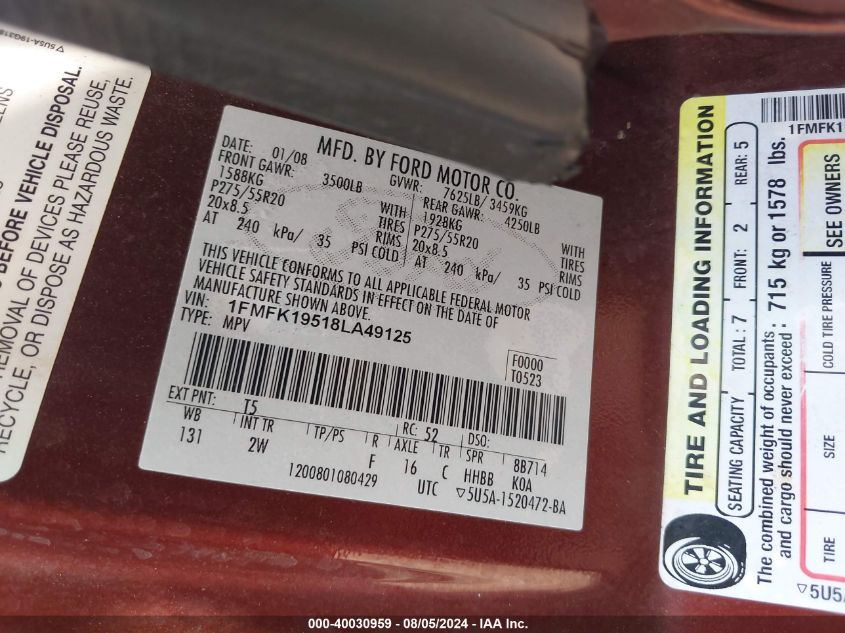 ▽5U5A-19G318
BEFORE VEHICLE DISPOSAL.
REMOVAL OF DEVICES PLEASE REUSE,
RECYCLE, OR DISPOSE AS HAZARDOUS WASTE.
MFD. BY FORD MOTOR CO.
DATE: 01/08 GVWR: 7625LB/ 3459KG
FRONT GAWR: 3500LB REAR GAWR: 4250LB
1588KG WITH 1928KG WITH
P275/55R20 TIRES P275/55R20 TIRES
20x8.5 RIMS 20x8.5 RIMS
AT 240 kPa/ 35 PSI COLD AT 240 kPa/ 35 PSI COLD
THIS VEHICLE CONFORMS TO ALL APPLICABLE FEDERAL MOTOR
VEHICLE SAFETY STANDARDS IN EFFECT ON THE DATE OF
MANUFACTURE SHOWN ABOVE.
VIN: 1FMFK19518LA49125
TYPE: MPV
F0000
T0523
EXT PNT: T5 RC: 52 DSO:
WB INT TR TP/PS R AXLE TR SPR 8B714
131 2W F 16 C HHBB KOA
1200801080429 UTC ▽5U5A-1520472-BA
TIRE AND LOADING INFORMATION
SEATING CAPACITY TOTAL: 7 FRONT: 2 REAR: 5
The combined weight of occupants
and cargo should never exceed : 715 kg or 1578 lbs.
TIRE SIZE COLD TIRE PRESSURE
SEE OWNERS
1FMFK1
▽5U5
000-40030959 - 08/05/2024 - IAA Inc.